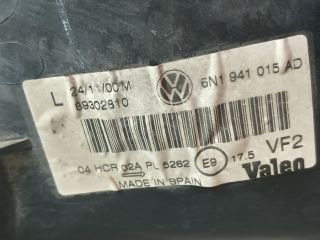 L 24/11/00 M 6N1 941 015 AD
89302810
VF2
04 HCR 02A PL 5262 E9 17.5
MADE IN SPAIN Valeo